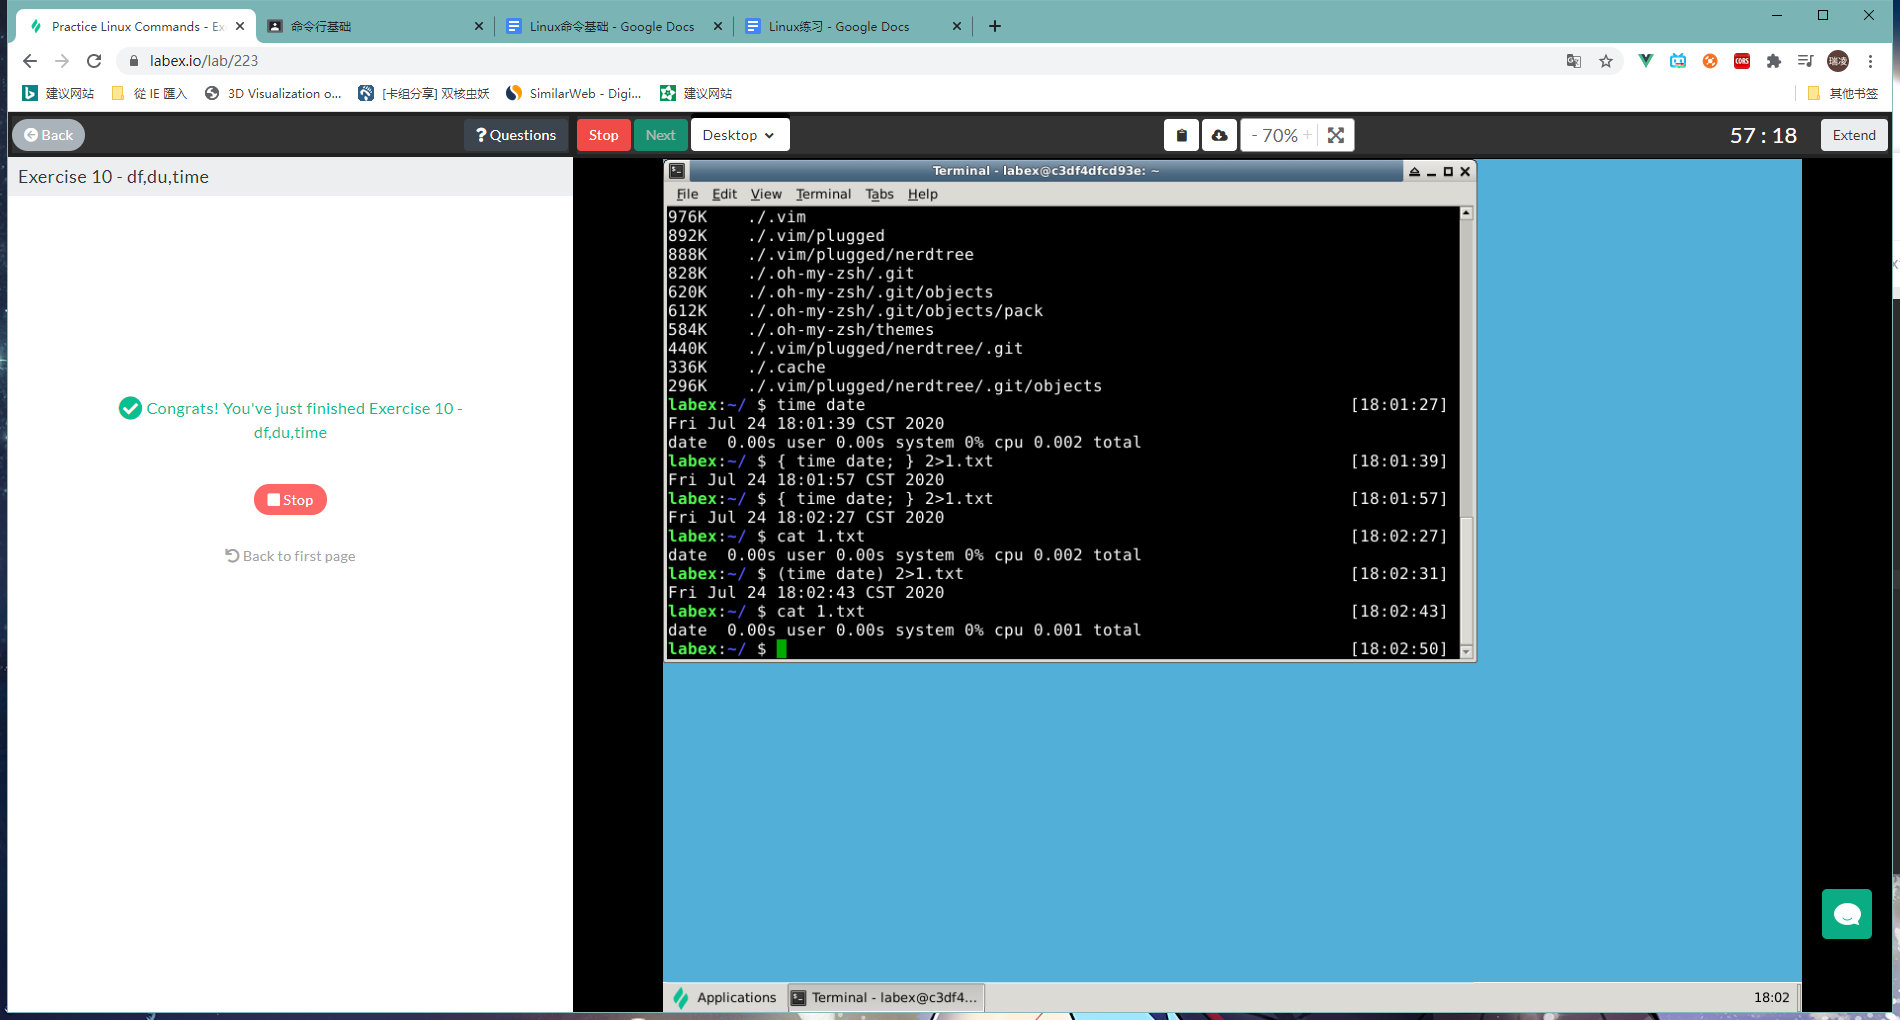 Practice Linux Commands - Ex
命令行基础
Linux命令基础 - Google Docs
Linux练习 - Google Docs
labex.io/lab/223
CORS
瑞凌
建议网站
從 IE 匯入
3D Visualization o...
[卡组分享] 双核虫妖
SimilarWeb - Digi...
建议网站
其他书签
Back
? Questions
Stop
Next
Desktop
- 70% +
57 : 18
Extend
Exercise 10 - df,du,time
Congrats! You've just finished Exercise 10 -
df,du,time
Stop
Back to first page
Terminal - labex@c3df4dfcd93e: ~
File Edit View Terminal Tabs Help
976K ./.vim
892K ./.vim/plugged
888K ./.vim/plugged/nerdtree
828K ./.oh-my-zsh/.git
620K ./.oh-my-zsh/.git/objects
612K ./.oh-my-zsh/.git/objects/pack
584K ./.oh-my-zsh/themes
440K ./.vim/plugged/nerdtree/.git
336K ./.cache
296K ./.vim/plugged/nerdtree/.git/objects
labex:~/ $ time date [18:01:27]
Fri Jul 24 18:01:39 CST 2020
date 0.00s user 0.00s system 0% cpu 0.002 total
labex:~/ $ { time date; } 2>1.txt [18:01:39]
Fri Jul 24 18:01:57 CST 2020
labex:~/ $ { time date; } 2>1.txt [18:01:57]
Fri Jul 24 18:02:27 CST 2020
labex:~/ $ cat 1.txt [18:02:27]
date 0.00s user 0.00s system 0% cpu 0.002 total
labex:~/ $ (time date) 2>1.txt [18:02:31]
Fri Jul 24 18:02:43 CST 2020
labex:~/ $ cat 1.txt [18:02:43]
date 0.00s user 0.00s system 0% cpu 0.001 total
labex:~/ $ [18:02:50]
Applications
Terminal - labex@c3df4...
18:02